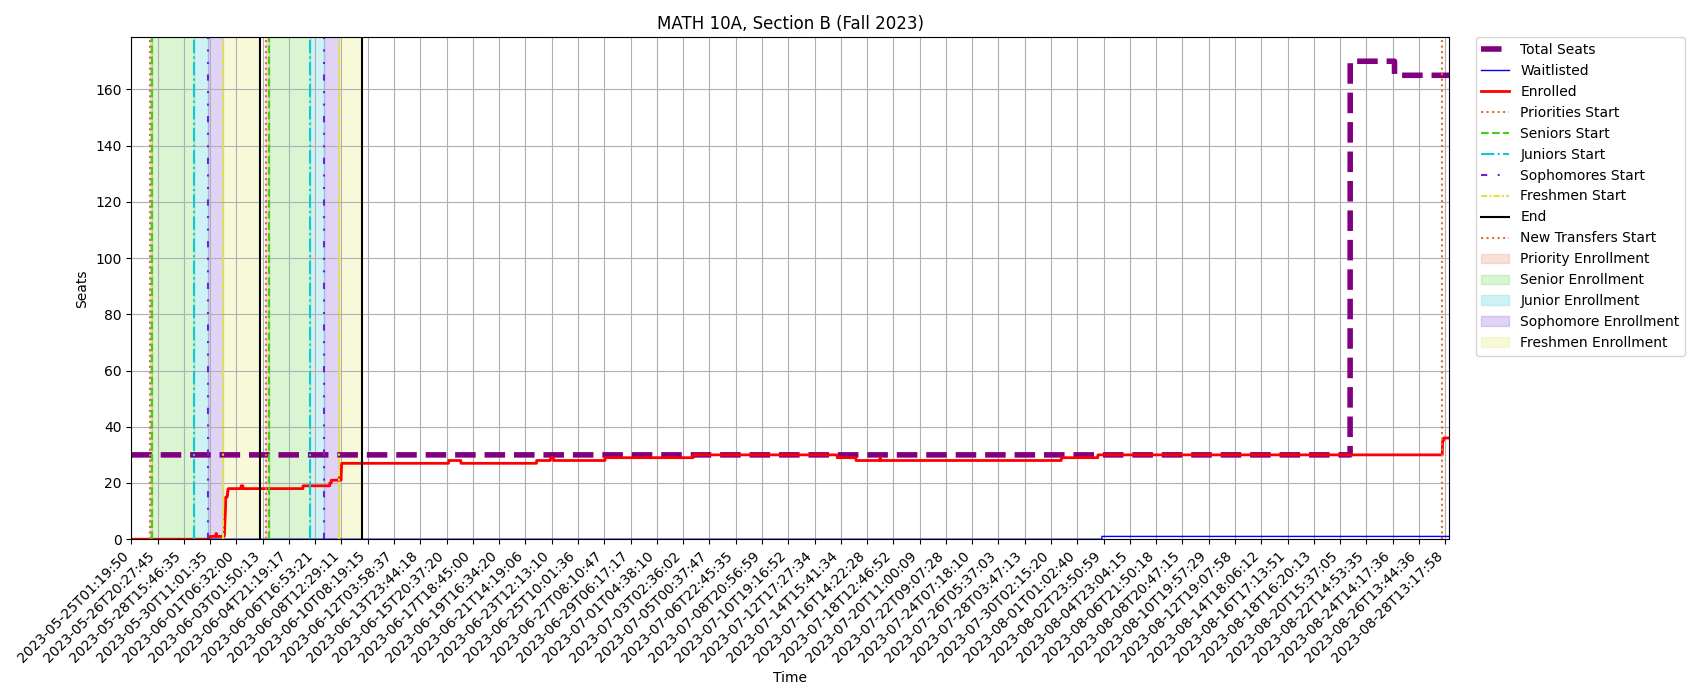 MATH 10A, Section B (Fall 2023)
Seats
160
140
120
100
80
60
40
20
0
2023-05-25T01:19:50
2023-05-26T20:27:45
2023-05-28T15:46:35
2023-05-30T11:01:35
2023-06-01T06:32:00
2023-06-03T01:50:13
2023-06-04T21:19:17
2023-06-06T16:53:21
2023-06-08T12:29:11
2023-06-10T08:19:15
2023-06-12T03:58:37
2023-06-13T23:44:18
2023-06-15T20:37:20
2023-06-17T18:45:00
2023-06-19T16:34:20
2023-06-21T14:19:06
2023-06-23T12:13:10
2023-06-25T10:01:36
2023-06-27T08:10:47
2023-06-29T06:17:17
2023-07-01T04:38:16
2023-07-03T02:36:02
2023-07-05T00:37:47
2023-07-06T22:45:35
2023-07-08T20:56:59
2023-07-10T19:16:52
2023-07-12T17:27:34
2023-07-14T15:41:34
2023-07-16T14:22:28
2023-07-18T12:46:52
2023-07-20T11:00:09
2023-07-22T09:07:28
2023-07-24T07:18:10
2023-07-26T05:37:03
2023-07-28T03:47:13
2023-07-30T02:15:20
2023-08-01T01:02:40
2023-08-02T23:50:59
2023-08-04T23:04:15
2023-08-06T21:50:18
2023-08-08T20:47:15
2023-08-10T19:57:29
2023-08-12T19:07:58
2023-08-14T18:06:12
2023-08-16T17:13:51
2023-08-18T16:20:13
2023-08-20T15:37:05
2023-08-22T14:53:35
2023-08-24T14:17:36
2023-08-26T13:44:36
2023-08-28T13:17:58
Time
Total Seats
Waitlisted
Enrolled
Priorities Start
Seniors Start
Juniors Start
Sophomores Start
Freshmen Start
End
New Transfers Start
Priority Enrollment
Senior Enrollment
Junior Enrollment
Sophomore Enrollment
Freshmen Enrollment